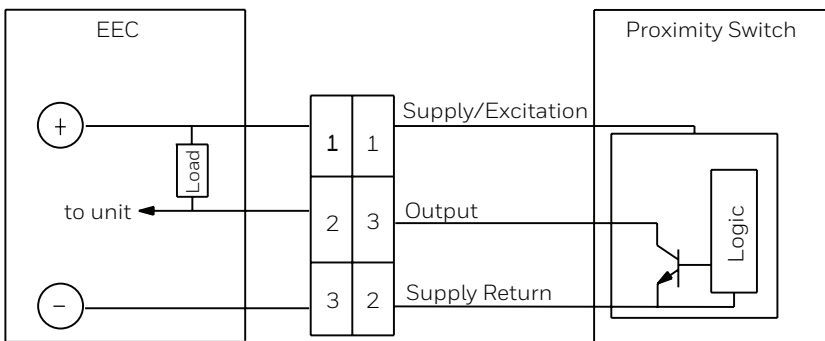 EEC
Proximity Switch
+
Supply/Excitation
1 1
Load
to unit
Output
2 3
Logic
−
3 2
Supply Return